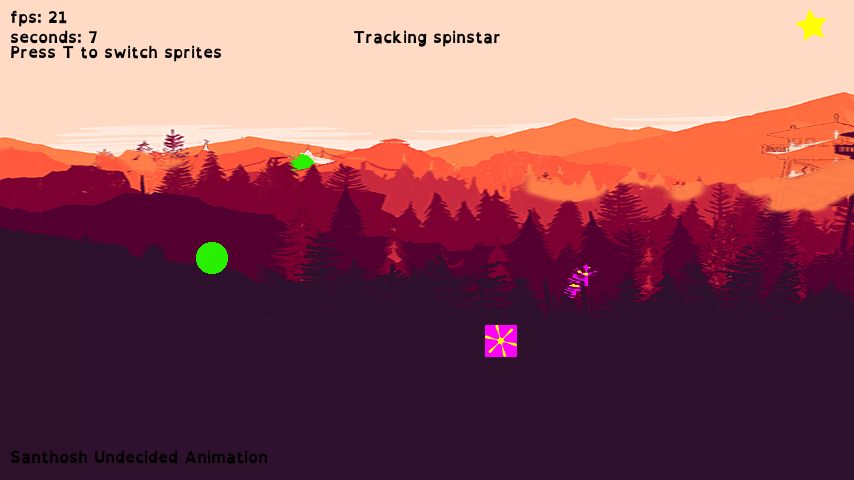 fps: 21
seconds: 7
Press T to switch sprites
Tracking spinstar
Santhosh Undecided Animation